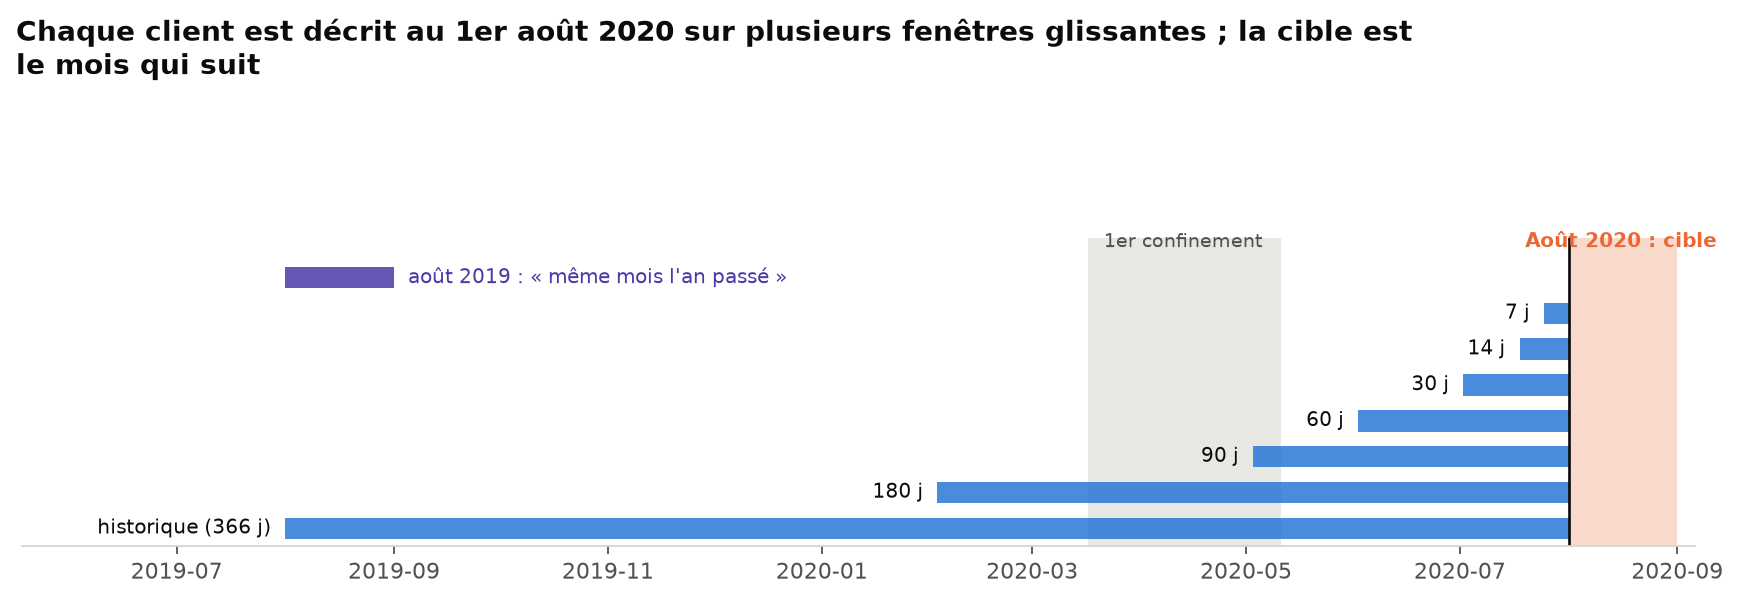 Chaque client est décrit au 1er août 2020 sur plusieurs fenêtres glissantes ; la cible est
le mois qui suit
1er confinement
Août 2020 : cible
août 2019 : « même mois l'an passé »
7 j
14 j
30 j
60 j
90 j
180 j
historique (366 j)
2019-07
2019-09
2019-11
2020-01
2020-03
2020-05
2020-07
2020-09